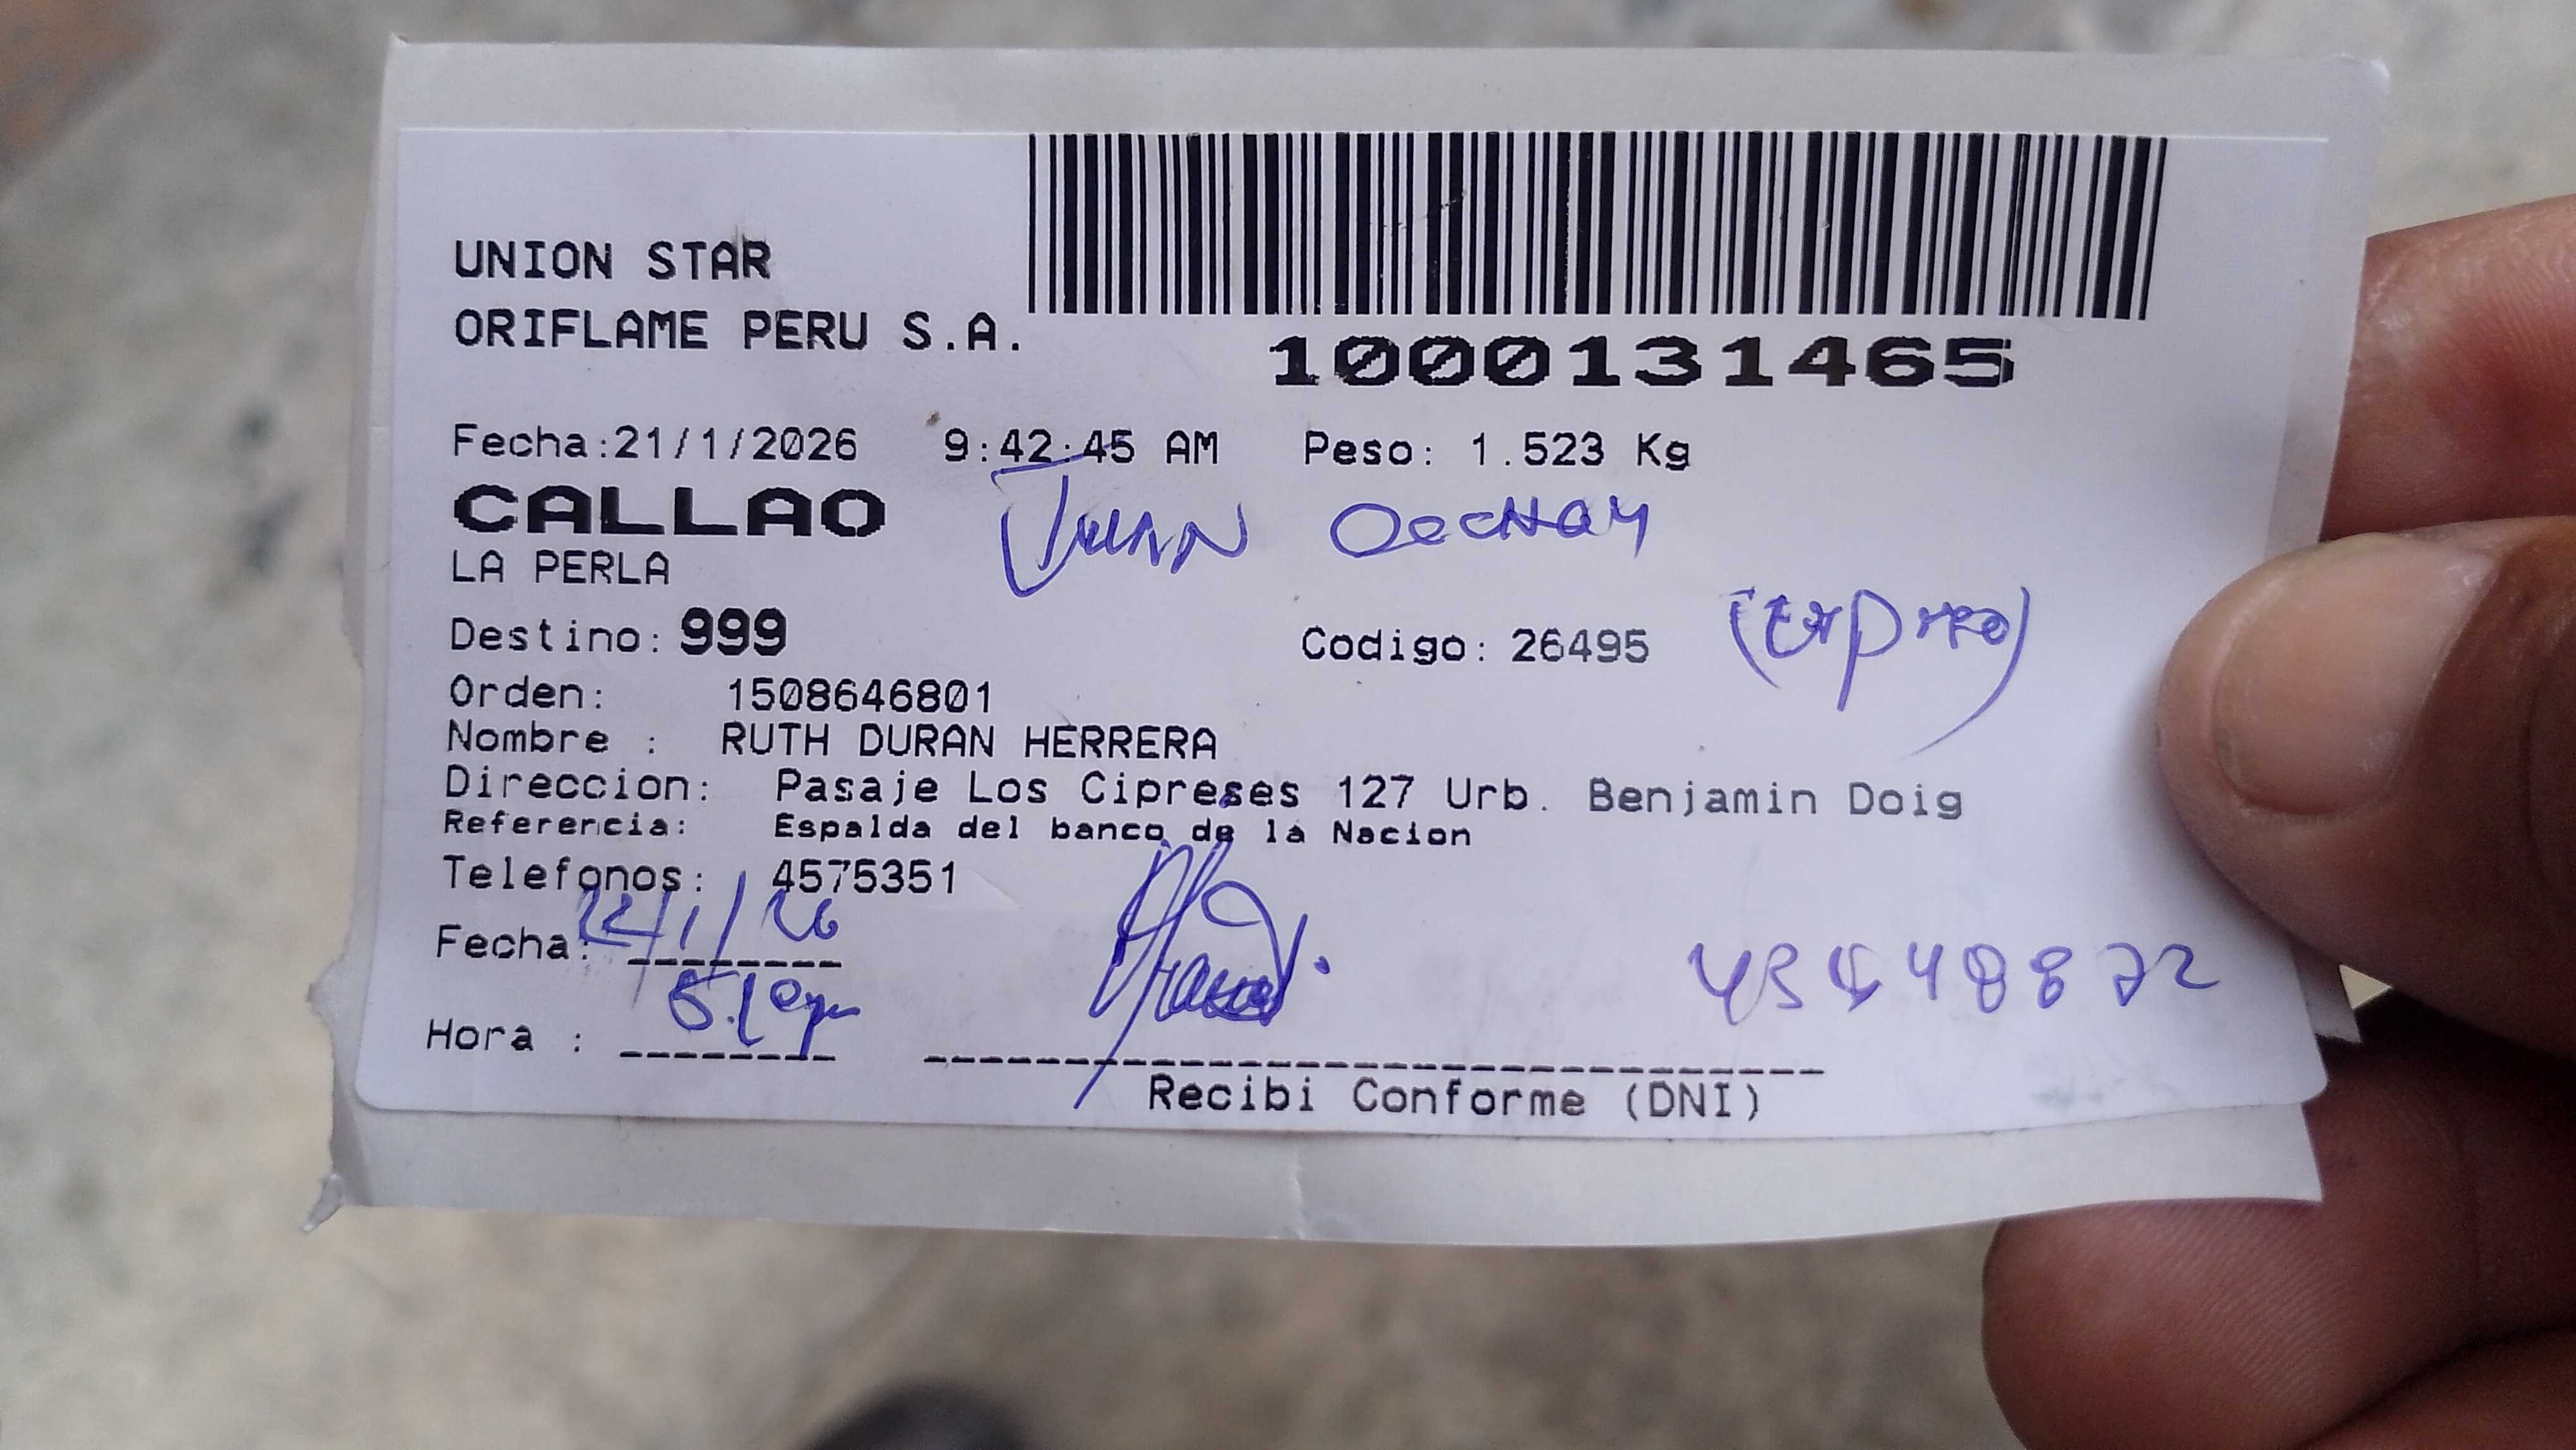 UNION STAR
ORIFLAME PERU S.A.
1000131465
Fecha:21/1/2026 9:42:45 AM Peso: 1.523 Kg
CALLAO
JUAN
LA PERLA
Destino: 999 Codigo: 26495
Orden: 1508646801
Nombre : RUTH DURAN HERRERA
Direccion: Pasaje Los Cipreses 127 Urb. Benjamin Doig
Referencia: Espalda del banco de la Nacion
Telefonos: 4575351
Fecha: 22/1/26
Hora :
Recibi Conforme (DNI)